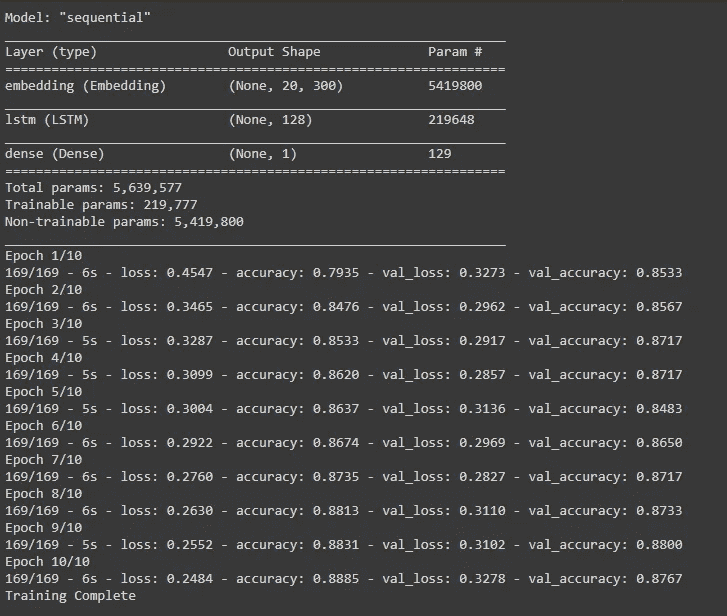 Model: "sequential"
_________________________________________________________________
Layer (type) Output Shape Param #
=================================================================
embedding (Embedding) (None, 20, 300) 5419800
_________________________________________________________________
lstm (LSTM) (None, 128) 219648
_________________________________________________________________
dense (Dense) (None, 1) 129
=================================================================
Total params: 5,639,577
Trainable params: 219,777
Non-trainable params: 5,419,800
_________________________________________________________________
Epoch 1/10
169/169 - 6s - loss: 0.4547 - accuracy: 0.7935 - val_loss: 0.3273 - val_accuracy: 0.8533
Epoch 2/10
169/169 - 6s - loss: 0.3465 - accuracy: 0.8476 - val_loss: 0.2962 - val_accuracy: 0.8567
Epoch 3/10
169/169 - 5s - loss: 0.3287 - accuracy: 0.8533 - val_loss: 0.2917 - val_accuracy: 0.8717
Epoch 4/10
169/169 - 5s - loss: 0.3099 - accuracy: 0.8620 - val_loss: 0.2857 - val_accuracy: 0.8717
Epoch 5/10
169/169 - 5s - loss: 0.3004 - accuracy: 0.8637 - val_loss: 0.3136 - val_accuracy: 0.8483
Epoch 6/10
169/169 - 6s - loss: 0.2922 - accuracy: 0.8674 - val_loss: 0.2969 - val_accuracy: 0.8650
Epoch 7/10
169/169 - 6s - loss: 0.2760 - accuracy: 0.8735 - val_loss: 0.2827 - val_accuracy: 0.8717
Epoch 8/10
169/169 - 6s - loss: 0.2630 - accuracy: 0.8813 - val_loss: 0.3110 - val_accuracy: 0.8733
Epoch 9/10
169/169 - 5s - loss: 0.2552 - accuracy: 0.8831 - val_loss: 0.3102 - val_accuracy: 0.8800
Epoch 10/10
169/169 - 6s - loss: 0.2484 - accuracy: 0.8885 - val_loss: 0.3278 - val_accuracy: 0.8767
Training Complete